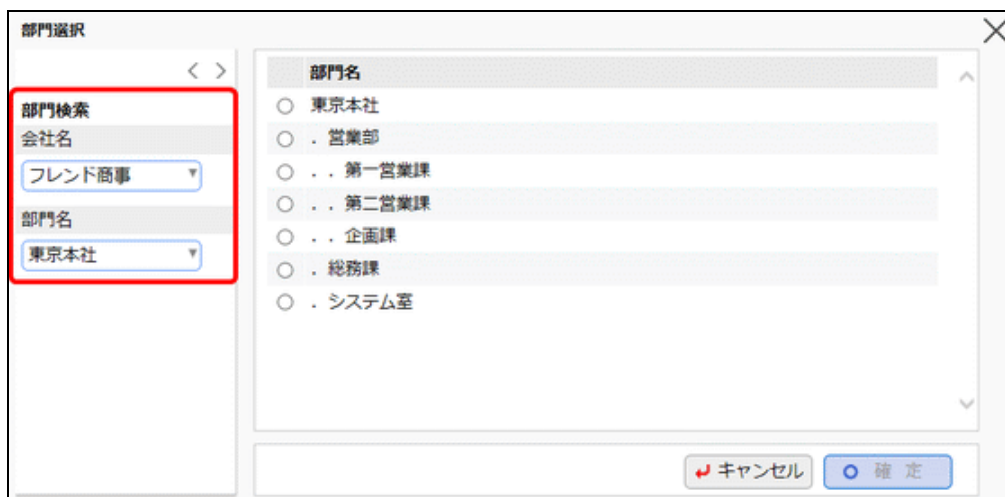 部門選択
部門検索
会社名
フレンド商事
部門名
東京本社
部門名
東京本社
. 営業部
. . 第一営業課
. . 第二営業課
. . 企画課
. 総務課
. システム室
キャンセル
確 定